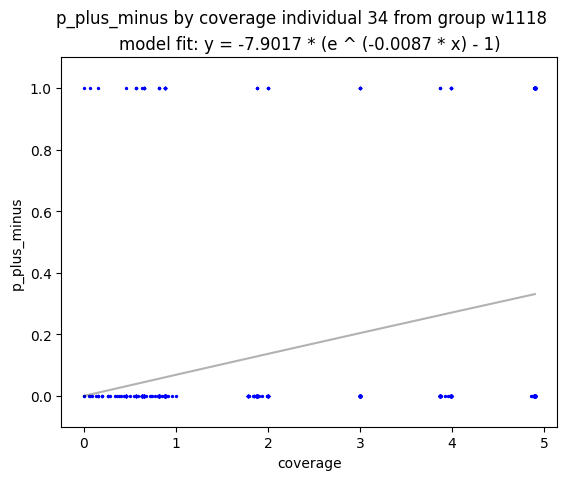 p_plus_minus by coverage individual 34 from group w1118
model fit: y = -7.9017 * (e ^ (-0.0087 * x) - 1)
1.0
0.8
0.6
0.4
0.2
0.0
p_plus_minus
0 1 2 3 4 5
coverage